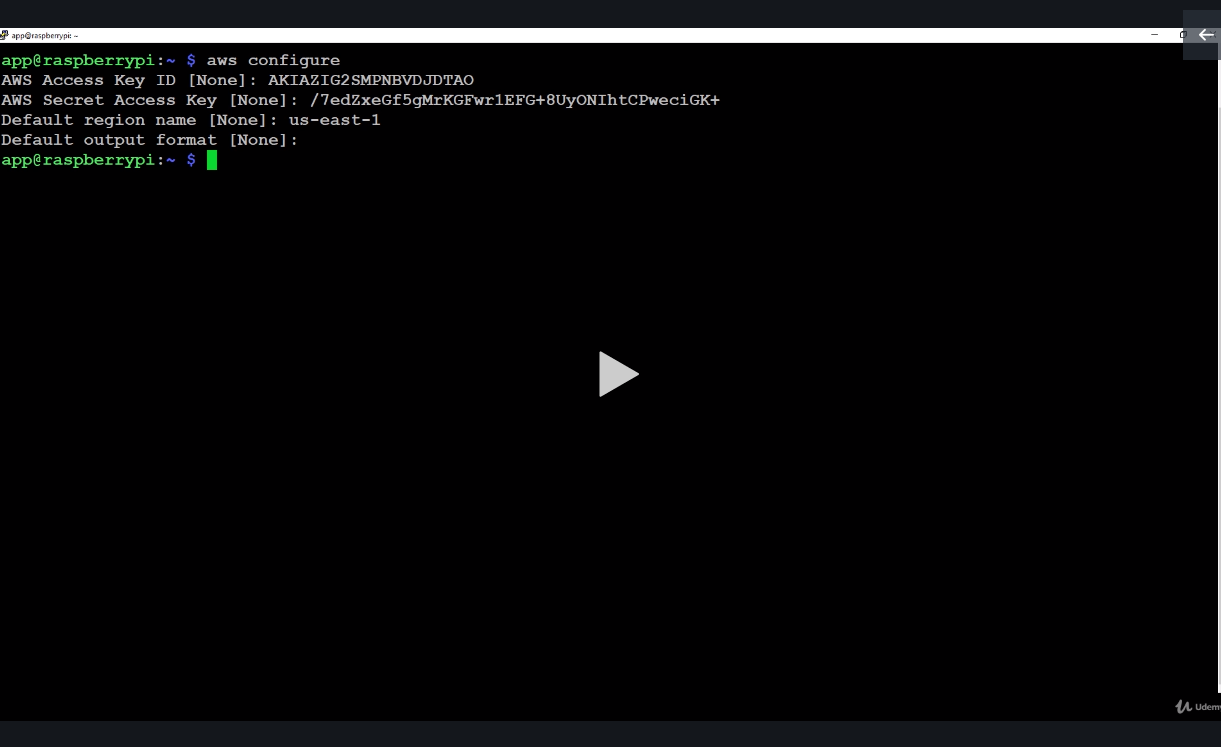 app@raspberrypi: ~
app@raspberrypi:~ $ aws configure
AWS Access Key ID [None]: AKIAZIG2SMPNBVDJDTAO
AWS Secret Access Key [None]: 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
Default region name [None]: us-east-1
Default output format [None]:
app@raspberrypi:~ $
Udemy